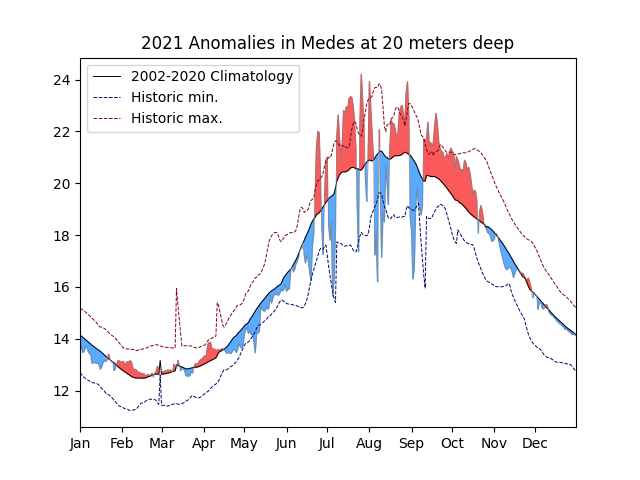 2021 Anomalies in Medes at 20 meters deep
2002-2020 Climatology
Historic min.
Historic max.
24
22
20
18
16
14
12
Jan Feb Mar Apr May Jun Jul Aug Sep Oct Nov Dec